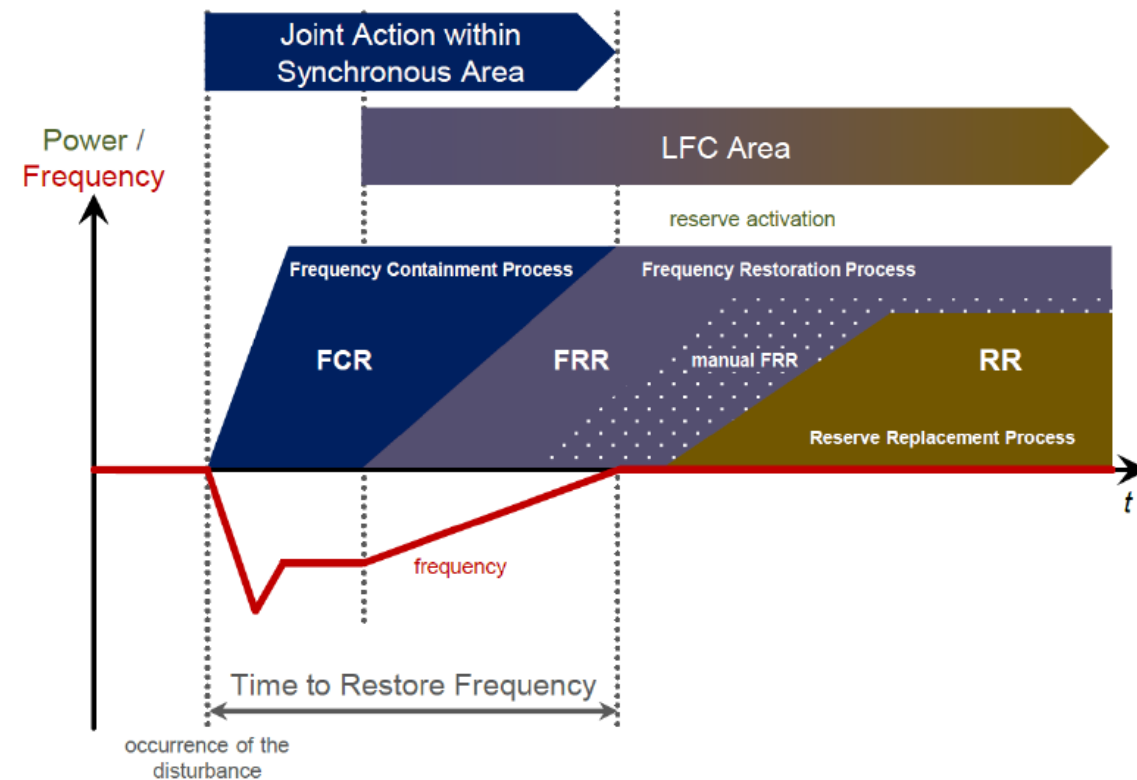 Joint Action within
Synchronous Area
LFC Area
Power /
Frequency
reserve activation
Frequency Containment Process
Frequency Restoration Process
FCR
FRR
manual FRR
RR
Reserve Replacement Process
t
frequency
Time to Restore Frequency
occurrence of the
disturbance